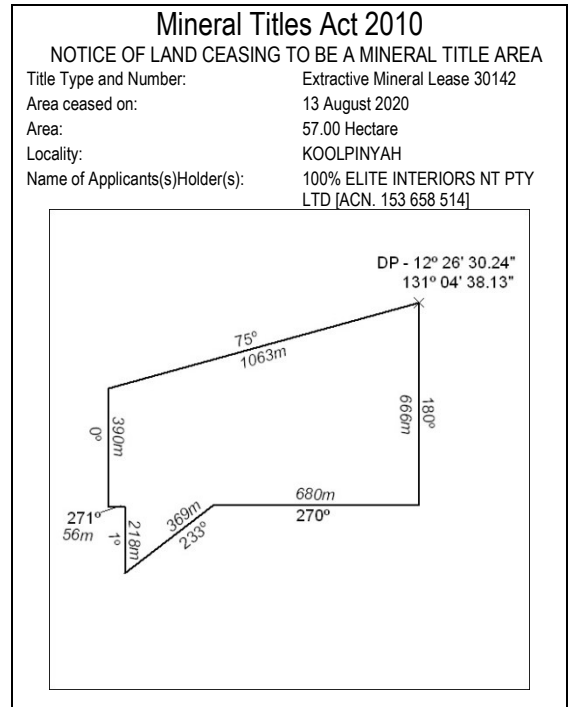 Mineral Titles Act 2010
NOTICE OF LAND CEASING TO BE A MINERAL TITLE AREA
Title Type and Number: Extractive Mineral Lease 30142
Area ceased on: 13 August 2020
Area: 57.00 Hectare
Locality: KOOLPINYAH
Name of Applicants(s)Holder(s): 100% ELITE INTERIORS NT PTY
LTD [ACN. 153 658 514]
DP - 12º 26' 30.24"
131º 04' 38.13"
75º
1063m
180º
666m
0º
390m
680m
270º
369m
233º
271º
56m
218m
1º